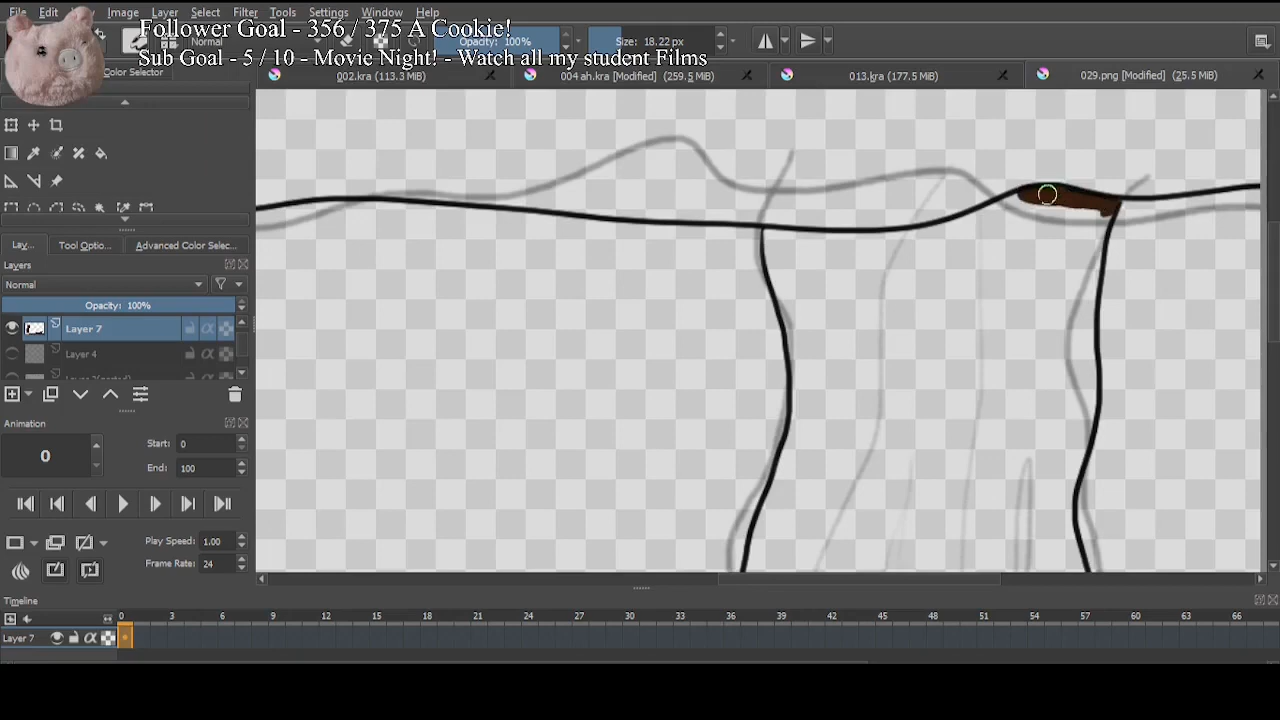 File Edit View Image Layer Select Filter Tools Settings Window Help
Follower Goal - 356 / 375 A Cookie!
Normal Opacity: 100% Size: 18.22 px
Sub Goal - 5 / 10 - Movie Night! - Watch all my student Films
Color Selector
002.kra (113.3 MiB) 004 ah.kra [Modified] (259.5 MiB) 013.kra (177.5 MiB) 029.png [Modified] (25.5 MiB)
Lay... Tool Optio... Advanced Color Selec...
Layers
Normal
Opacity: 100%
Layer 7
Layer 4
Animation
0 Start: 0
End: 100
Play Speed: 1.00
Frame Rate: 24
Timeline
0 3 6 9 12 15 18 21 24 27 30 33 36 39 42 45 48 51 54 57 60 63 66
Layer 7